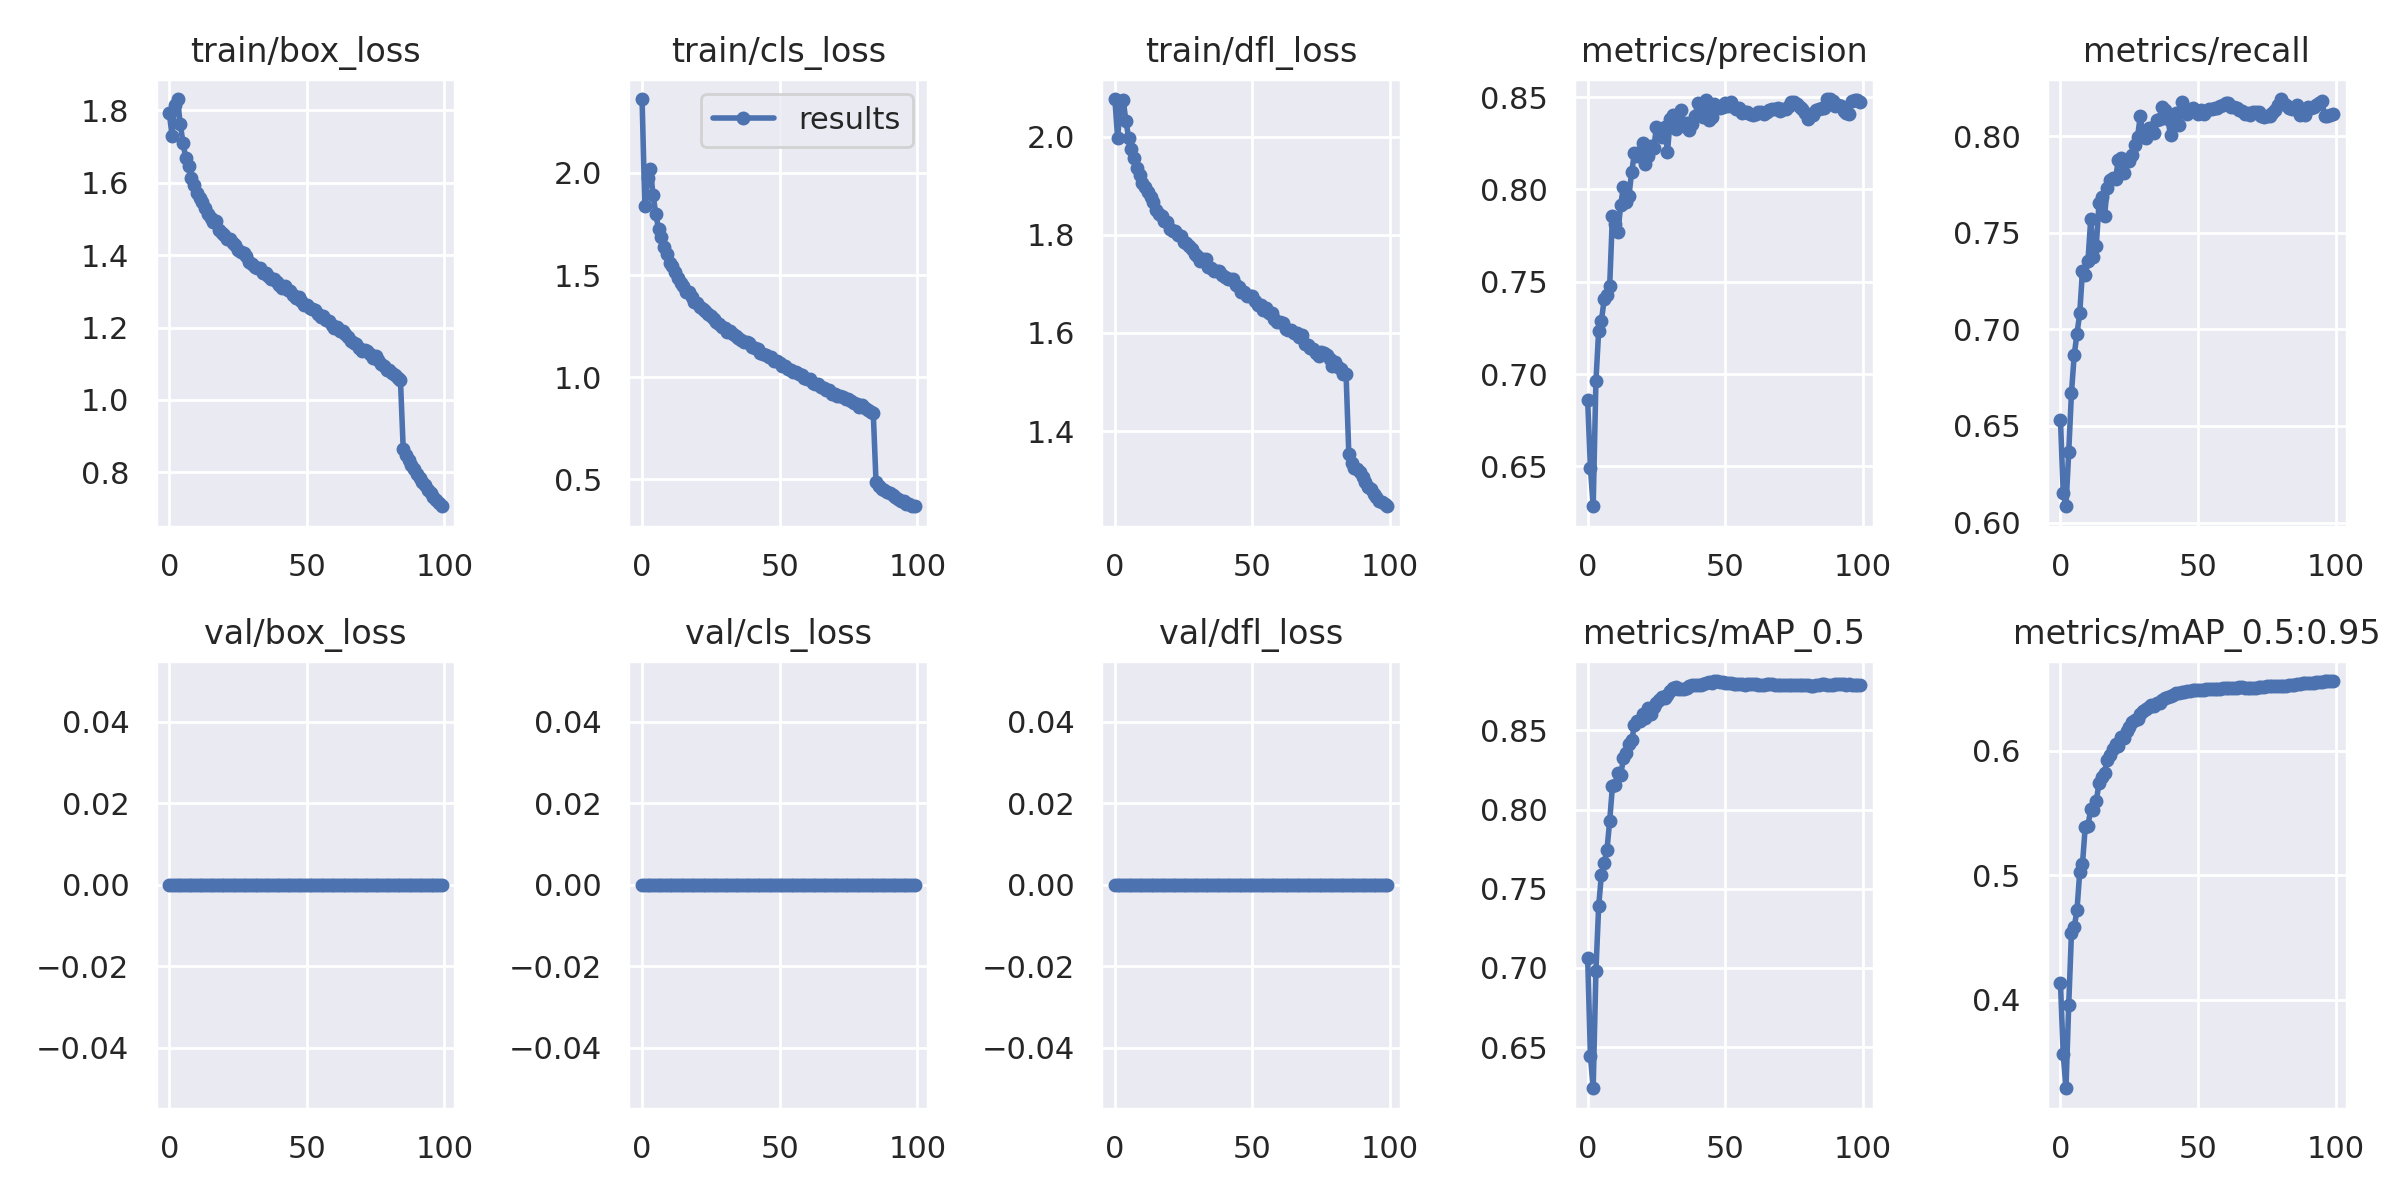 train/box_loss
1.8
1.6
1.4
1.2
1.0
0.8
0 50 100
train/cls_loss
results
2.0
1.5
1.0
0.5
0 50 100
train/dfl_loss
2.0
1.8
1.6
1.4
0 50 100
metrics/precision
0.85
0.80
0.75
0.70
0.65
0 50 100
metrics/recall
0.80
0.75
0.70
0.65
0.60
0 50 100
val/box_loss
0.04
0.02
0.00
−0.02
−0.04
0 50 100
val/cls_loss
0.04
0.02
0.00
−0.02
−0.04
0 50 100
val/dfl_loss
0.04
0.02
0.00
−0.02
−0.04
0 50 100
metrics/mAP_0.5
0.85
0.80
0.75
0.70
0.65
0 50 100
metrics/mAP_0.5:0.95
0.6
0.5
0.4
0 50 100